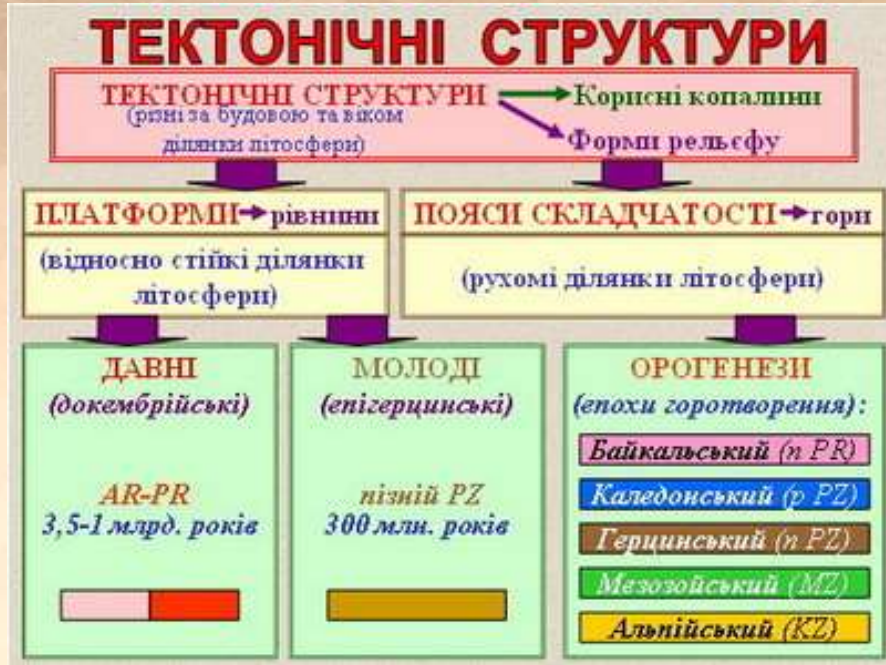 ТЕКТОНІЧНІ СТРУКТУРИ
ТЕКТОНІЧНІ СТРУКТУРИ
(різні за будовою та віком
ділянки літосфери)
Корисні копалини
Форми рельєфу
ПЛАТФОРМИ рівнини
(відносно стійкі ділянки
літосфери)
ПОЯСИ СКЛАДЧАТОСТІ гори
(рухомі ділянки літосфери)
ДАВНІ
(докембрійські)
AR-PR
3,5-1 млрд. років
МОЛОДІ
(епігерцинські)
пізній PZ
300 млн. років
ОРОГЕНЕЗИ
(епохи горотворення):
Байкальський (п PR)
Каледонський (р PZ)
Герцинський (п PZ)
Мезозойський (MZ)
Альпійський (KZ)